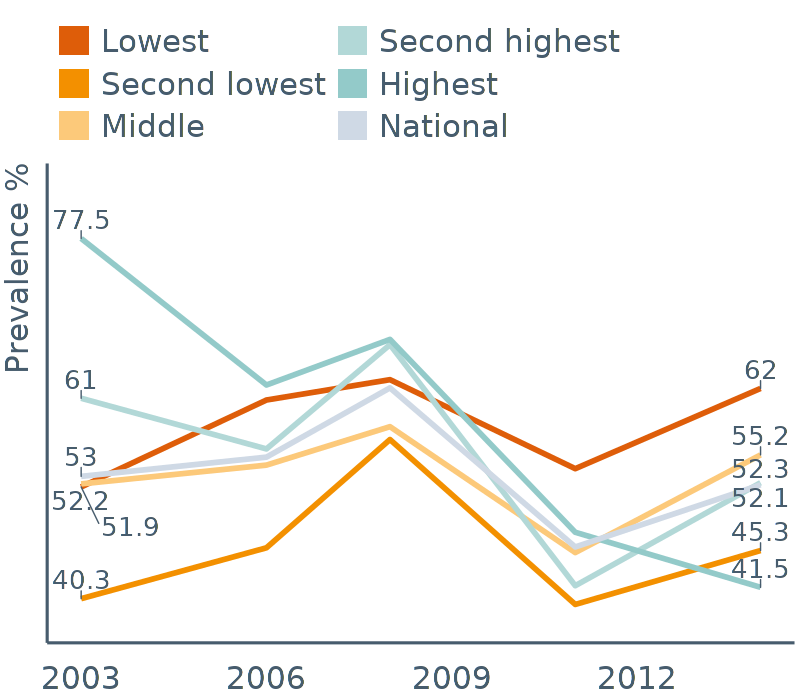 Lowest
Second highest
Second lowest
Highest
Middle
National
Prevalence %
77.5
61
53
52.2
51.9
40.3
62
55.2
52.3
52.1
45.3
41.5
2003
2006
2009
2012